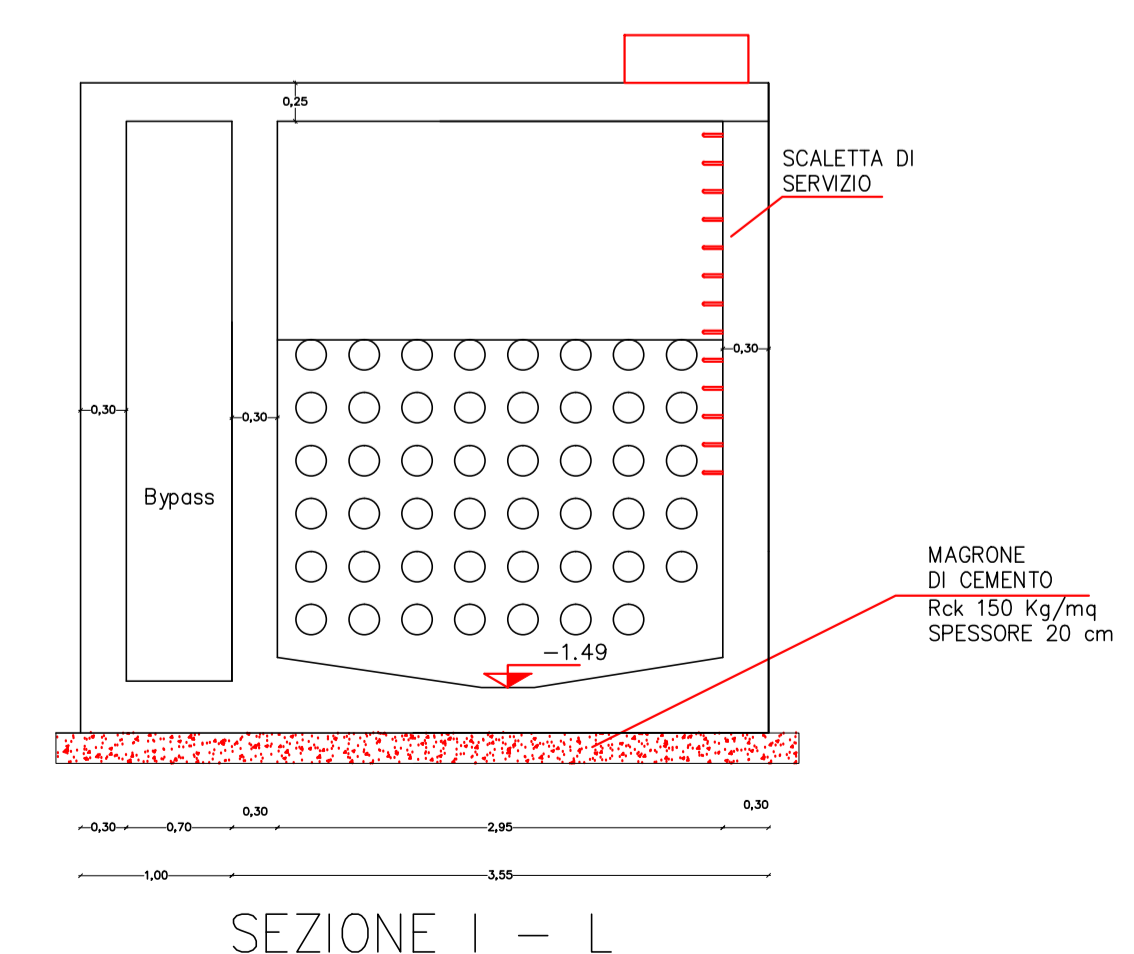 0,25
SCALETTA DI
SERVIZIO
0,30
0,30
0,30
Bypass
MAGRONE
DI CEMENTO
Rck 150 Kg/mq
SPESSORE 20 cm
-1.49
0,30
0,30
0,30
0,70
2,95
1,00
3,55
SEZIONE I - L